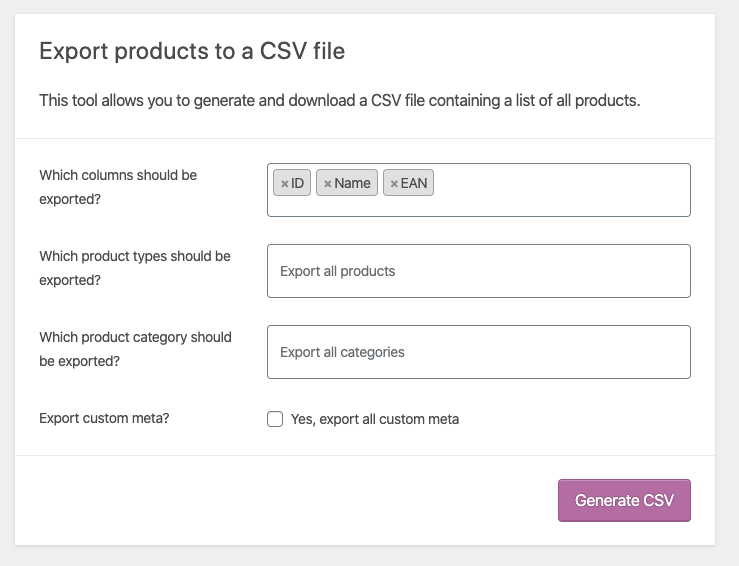 Export products to a CSV file
This tool allows you to generate and download a CSV file containing a list of all products.
Which columns should be
exported?
×ID ×Name ×EAN
Which product types should be
exported?
Export all products
Which product category should
be exported?
Export all categories
Export custom meta?
Yes, export all custom meta
Generate CSV